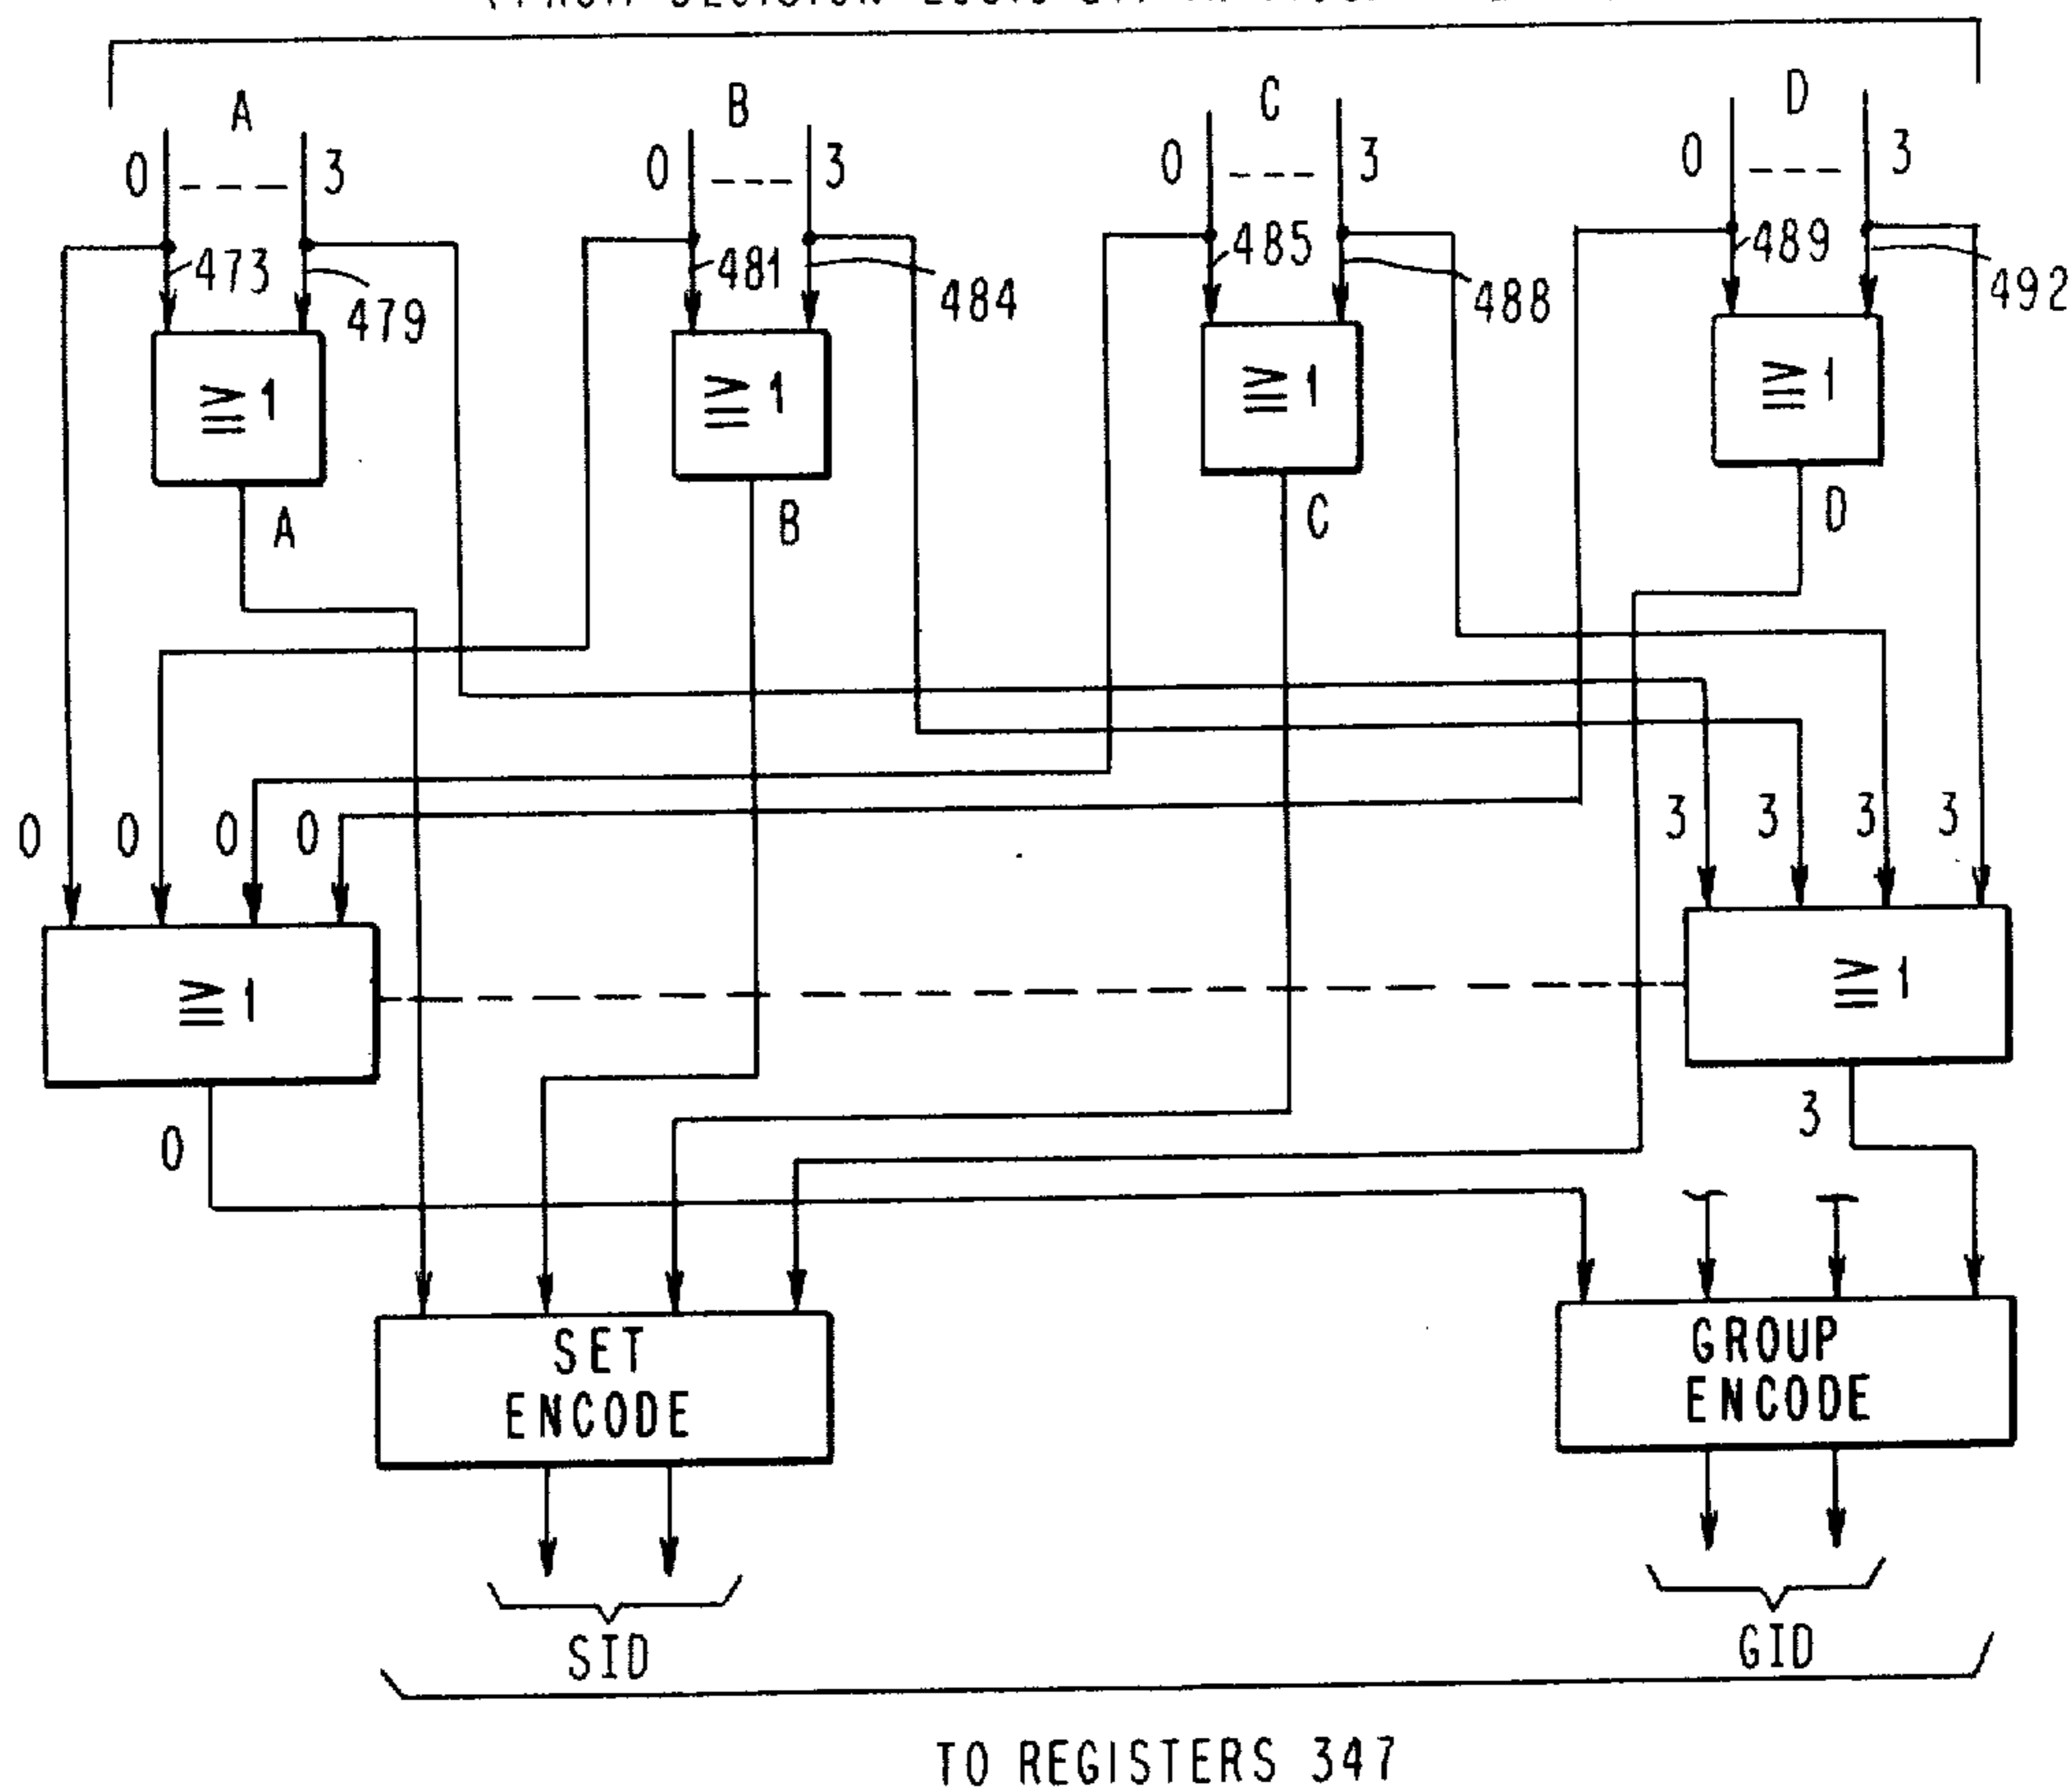 A B C D
0 3 0 3 0 3 0 3
473 479 481 484 485 488 489 492
≧ 1 ≧ 1 ≧ 1 ≧ 1
A B C D
0 0 0 0 3 3 3 3
≧ 1 ≧ 1
0 3
SET
ENCODE
GROUP
ENCODE
SID GID
TO REGISTERS 347